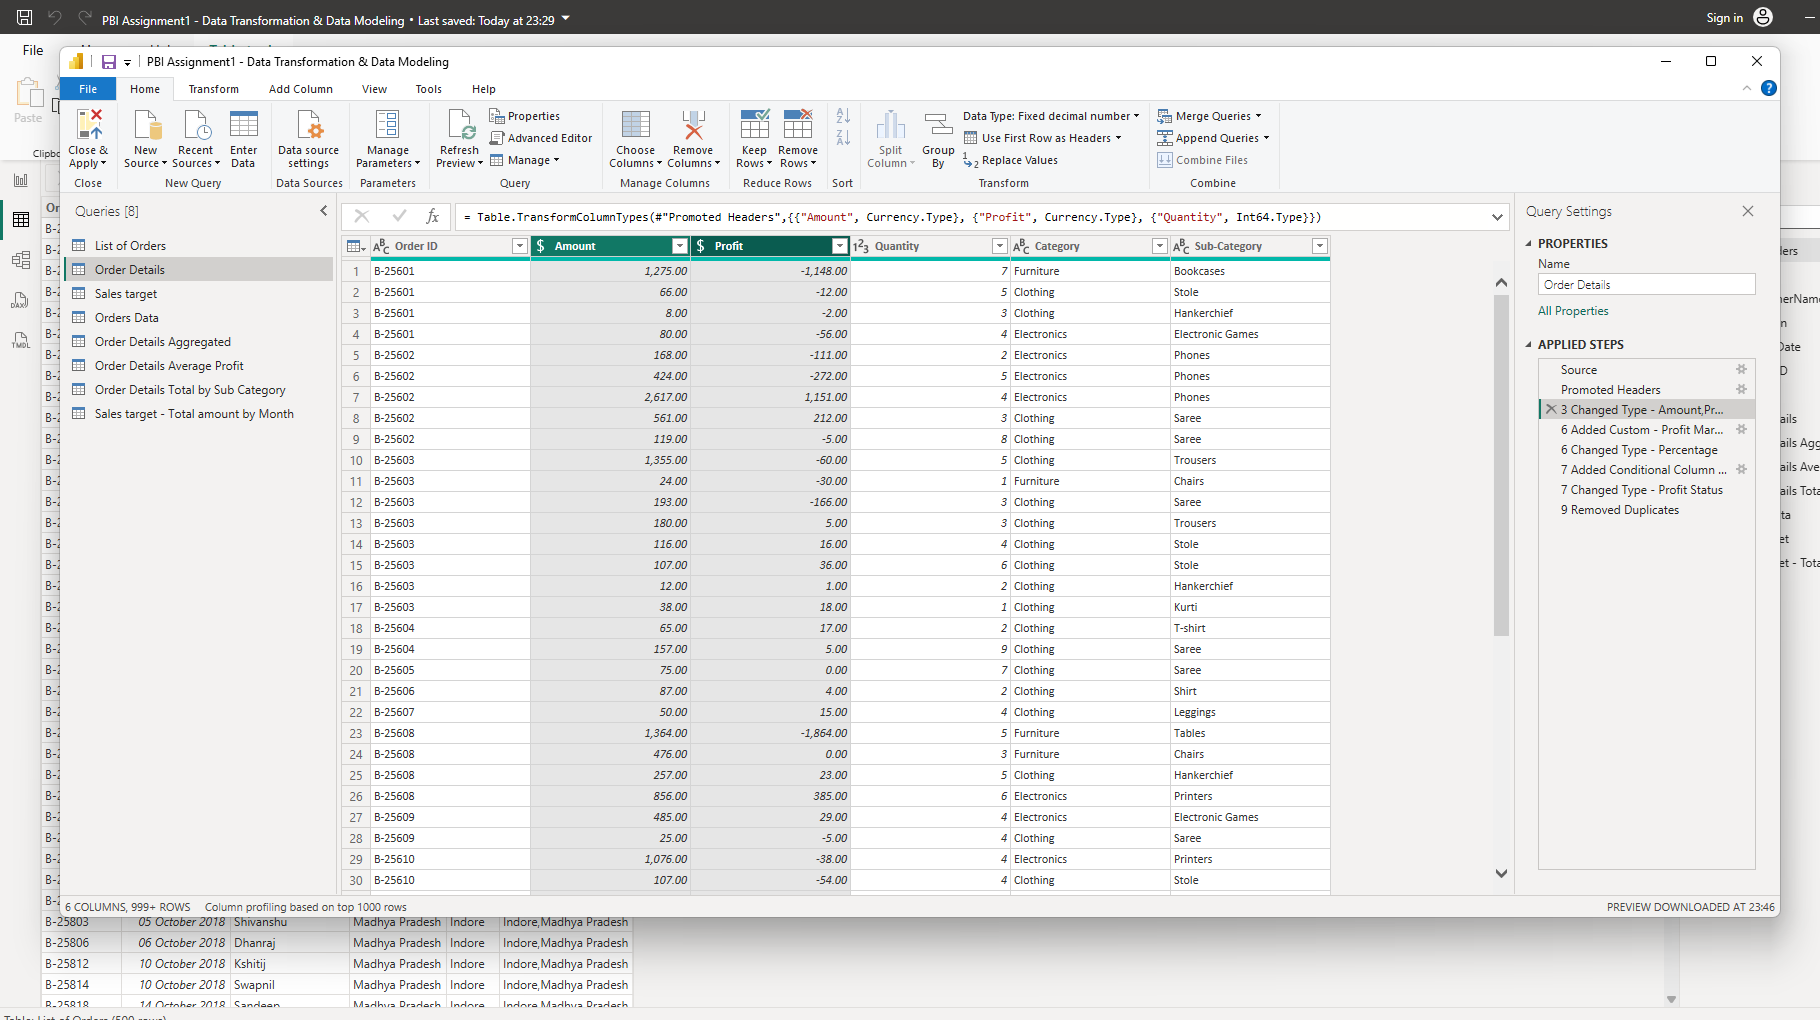 PBI Assignment1 - Data Transformation & Data Modeling • Last saved: Today at 23:29
Sign in
File
PBI Assignment1 - Data Transformation & Data Modeling
File Home Transform Add Column View Tools Help
Paste
Close & Apply
New Source
Recent Sources
Enter Data
Data source settings
Manage Parameters
Refresh Preview
Properties
Advanced Editor
Manage
Choose Columns
Remove Columns
Keep Rows
Remove Rows
Split Column
Group By
Data Type: Fixed decimal number
Use First Row as Headers
Replace Values
Merge Queries
Append Queries
Combine Files
Close New Query Data Sources Parameters Query Manage Columns Reduce Rows Sort Transform Combine
Queries [8]
List of Orders
Order Details
Sales target
Orders Data
Order Details Aggregated
Order Details Average Profit
Order Details Total by Sub Category
Sales target - Total amount by Month
fx
= Table.TransformColumnTypes(#"Promoted Headers",{{"Amount", Currency.Type}, {"Profit", Currency.Type}, {"Quantity", Int64.Type}})
ABC Order ID $ Amount $ Profit 123 Quantity ABC Category ABC Sub-Category
1 B-25601 1,275.00 -1,148.00 7 Furniture Bookcases
2 B-25601 66.00 -12.00 5 Clothing Stole
3 B-25601 8.00 -2.00 3 Clothing Hankerchief
4 B-25601 80.00 -56.00 4 Electronics Electronic Games
5 B-25602 168.00 -111.00 2 Electronics Phones
6 B-25602 424.00 -272.00 5 Electronics Phones
7 B-25602 2,617.00 1,151.00 4 Electronics Phones
8 B-25602 561.00 212.00 3 Clothing Saree
9 B-25602 119.00 -5.00 8 Clothing Saree
10 B-25603 1,355.00 -60.00 5 Clothing Trousers
11 B-25603 24.00 -30.00 1 Furniture Chairs
12 B-25603 193.00 -166.00 3 Clothing Saree
13 B-25603 180.00 5.00 3 Clothing Trousers
14 B-25603 116.00 16.00 4 Clothing Stole
15 B-25603 107.00 36.00 6 Clothing Stole
16 B-25603 12.00 1.00 2 Clothing Hankerchief
17 B-25603 38.00 18.00 1 Clothing Kurti
18 B-25604 65.00 17.00 2 Clothing T-shirt
19 B-25604 157.00 5.00 9 Clothing Saree
20 B-25605 75.00 0.00 7 Clothing Saree
21 B-25606 87.00 4.00 2 Clothing Shirt
22 B-25607 50.00 15.00 4 Clothing Leggings
23 B-25608 1,364.00 -1,864.00 5 Furniture Tables
24 B-25608 476.00 0.00 3 Furniture Chairs
25 B-25608 257.00 23.00 5 Clothing Hankerchief
26 B-25608 856.00 385.00 6 Electronics Printers
27 B-25609 485.00 29.00 4 Electronics Electronic Games
28 B-25609 25.00 -5.00 4 Clothing Saree
29 B-25610 1,076.00 -38.00 4 Electronics Printers
30 B-25610 107.00 -54.00 4 Clothing Stole
Query Settings
PROPERTIES
Name
Order Details
All Properties
APPLIED STEPS
Source
Promoted Headers
3 Changed Type - Amount,Pr...
6 Added Custom - Profit Mar...
6 Changed Type - Percentage
7 Added Conditional Column ...
7 Changed Type - Profit Status
9 Removed Duplicates
6 COLUMNS, 999+ ROWS Column profiling based on top 1000 rows
PREVIEW DOWNLOADED AT 23:46
B-25803 05 October 2018 Shivanshu Madhya Pradesh Indore Indore,Madhya Pradesh
B-25806 06 October 2018 Dhanraj Madhya Pradesh Indore Indore,Madhya Pradesh
B-25812 10 October 2018 Kshitij Madhya Pradesh Indore Indore,Madhya Pradesh
B-25814 10 October 2018 Swapnil Madhya Pradesh Indore Indore,Madhya Pradesh
B-25818 14 October 2018 Sandeep Madhya Pradesh Indore Indore,Madhya Pradesh
Table: List of Orders (500 rows)